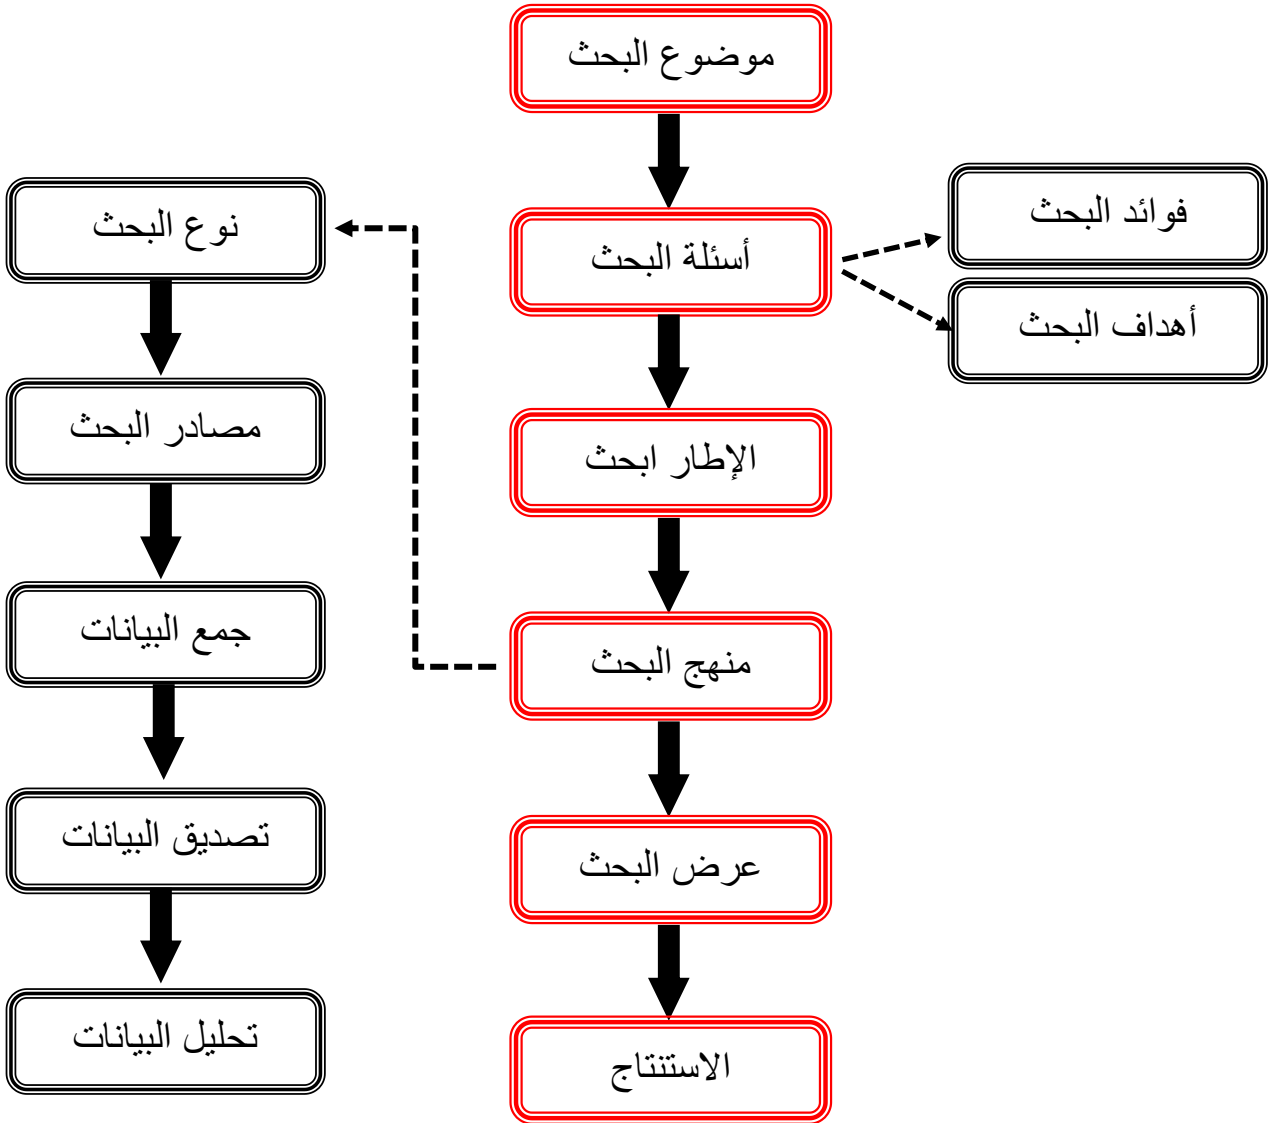 موضوع البحث
أسئلة البحث
فوائد البحث
أهداف البحث
الإطار ابحث
منهج البحث
عرض البحث
الاستنتاج
نوع البحث
مصادر البحث
جمع البيانات
تصديق البيانات
تحليل البيانات